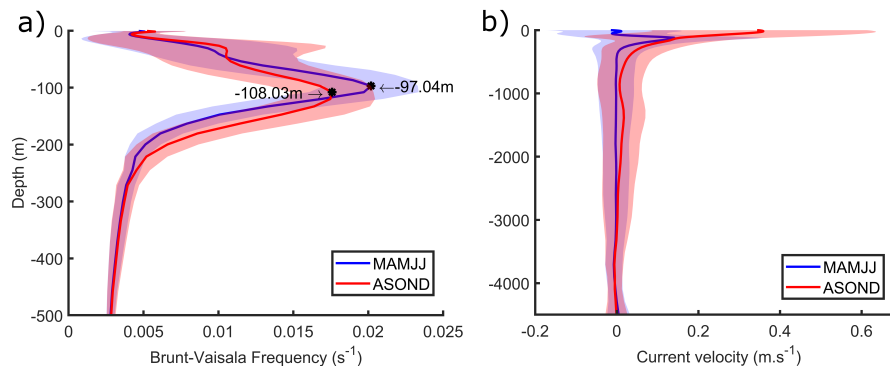 a)
0
-100
-200
-300
-400
-500
Depth (m)
-108.03m →
←-97.04m
MAMJJ
ASOND
0
0.005
0.01
0.015
0.02
0.025
Brunt-Vaisala Frequency (s⁻¹)
b)
0
-1000
-2000
-3000
-4000
MAMJJ
ASOND
-0.2
0
0.2
0.4
0.6
Current velocity (m.s⁻¹)